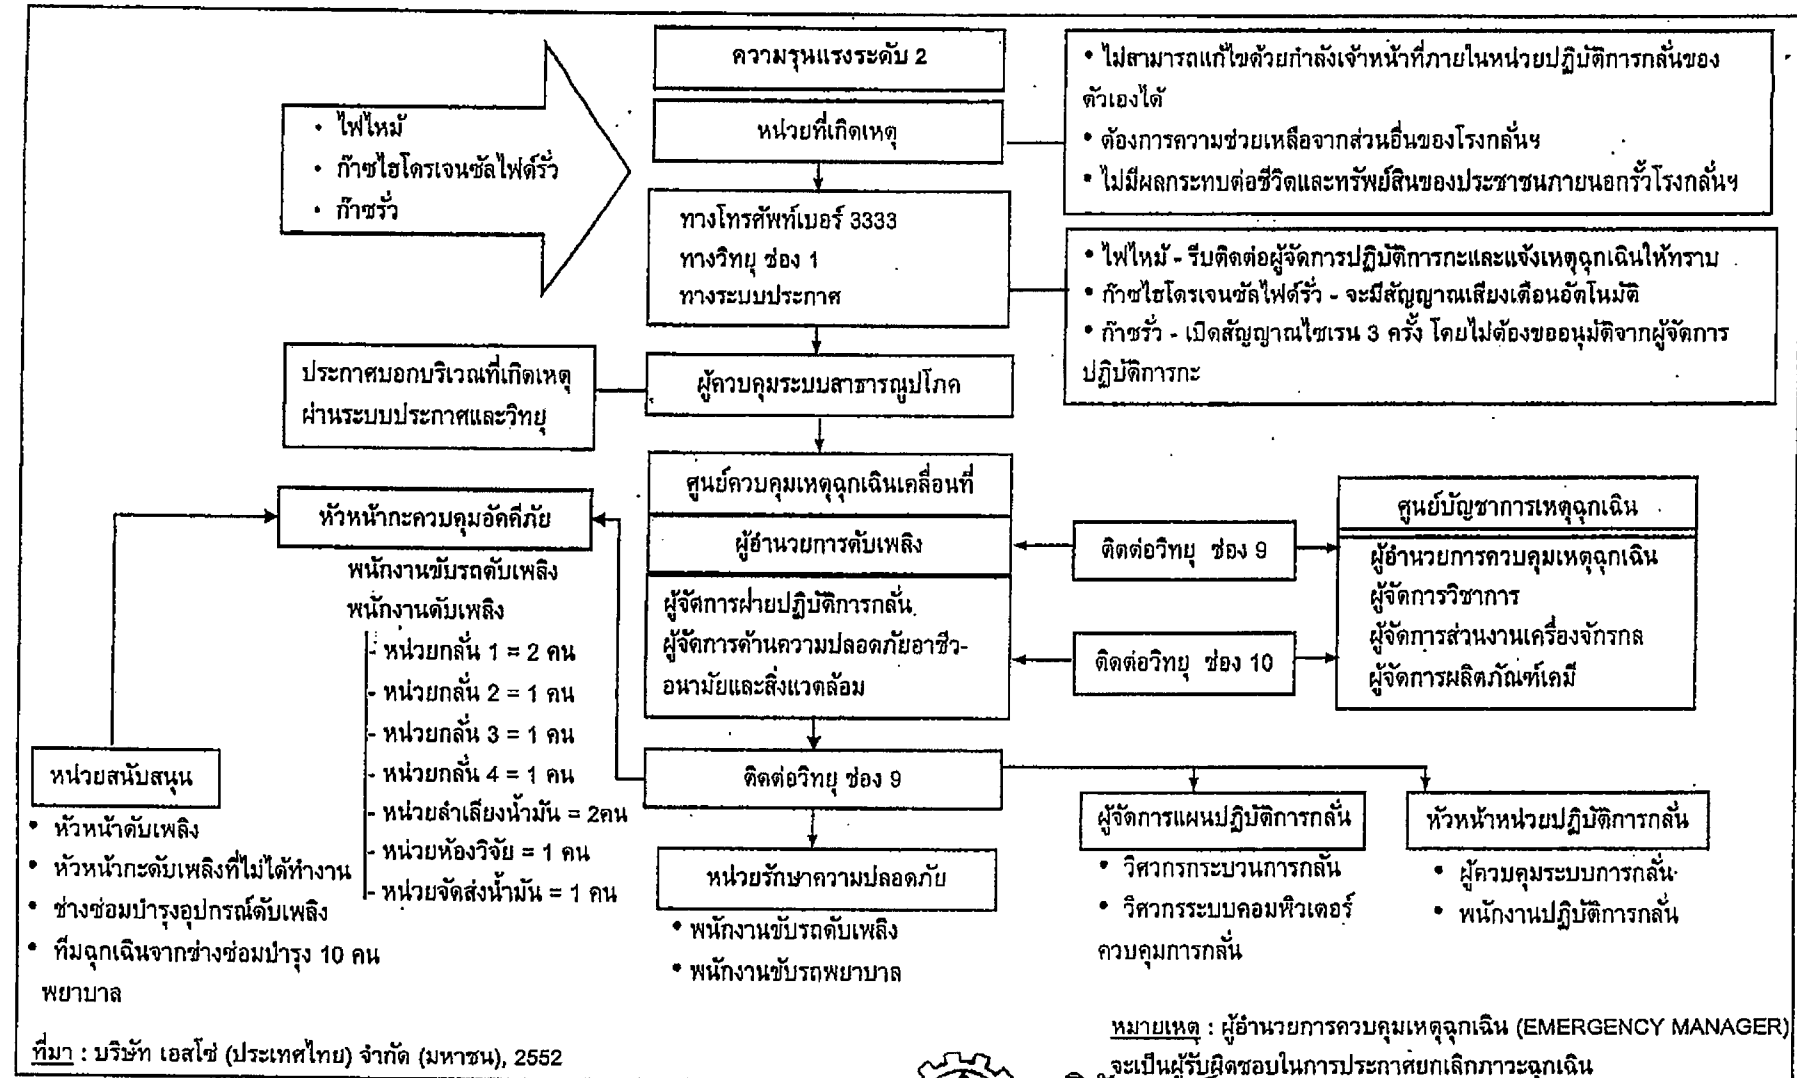 ความรุนแรงระดับ 2
หน่วยที่เกิดเหตุ
• ไฟไหม้
• ก๊าซไฮโดรเจนซัลไฟด์รั่ว
• ก๊าซรั่ว
• ไม่สามารถแก้ไขด้วยกำลังเจ้าหน้าที่ภายในหน่วยปฏิบัติการกลั่นของ
ตัวเองได้
• ต้องการความช่วยเหลือจากส่วนอื่นของโรงกลั่นฯ
• ไม่มีผลกระทบต่อชีวิตและทรัพย์สินของประชาชนภายนอกรั้วโรงกลั่นฯ
ทางโทรศัพท์เบอร์ 3333
ทางวิทยุ ช่อง 1
ทางระบบประกาศ
• ไฟไหม้ - รีบติดต่อผู้จัดการปฏิบัติการกะและแจ้งเหตุฉุกเฉินให้ทราบ
• ก๊าซไฮโดรเจนซัลไฟด์รั่ว - จะมีสัญญาณเสียงเตือนอัตโนมัติ
• ก๊าซรั่ว - เปิดสัญญาณไซเรน 3 ครั้ง โดยไม่ต้องขออนุมัติจากผู้จัดการ
ปฏิบัติการกะ
ประกาศบอกบริเวณที่เกิดเหตุ
ผ่านระบบประกาศและวิทยุ
ผู้ควบคุมระบบสาธารณูปโภค
ศูนย์ควบคุมเหตุฉุกเฉินเคลื่อนที่
ผู้อำนวยการดับเพลิง
ผู้จัดการฝ่ายปฏิบัติการกลั่น
ผู้จัดการด้านความปลอดภัยอาชีว-
อนามัยและสิ่งแวดล้อม
ติดต่อวิทยุ ช่อง 9
ติดต่อวิทยุ ช่อง 10
ศูนย์บัญชาการเหตุฉุกเฉิน
ผู้อำนวยการควบคุมเหตุฉุกเฉิน
ผู้จัดการวิชาการ
ผู้จัดการส่วนงานเครื่องจักรกล
ผู้จัดการผลิตภัณฑ์เคมี
หัวหน้ากะควบคุมอัคคีภัย
พนักงานขับรถดับเพลิง
พนักงานดับเพลิง
- หน่วยกลั่น 1 = 2 คน
- หน่วยกลั่น 2 = 1 คน
- หน่วยกลั่น 3 = 1 คน
- หน่วยกลั่น 4 = 1 คน
- หน่วยลำเลียงน้ำมัน = 2คน
- หน่วยห้องวิจัย = 1 คน
- หน่วยจัดส่งน้ำมัน = 1 คน
หน่วยสนับสนุน
• หัวหน้าดับเพลิง
• หัวหน้ากะดับเพลิงที่ไม่ได้ทำงาน
• ช่างซ่อมบำรุงอุปกรณ์ดับเพลิง
• ทีมฉุกเฉินจากช่างซ่อมบำรุง 10 คน
พยาบาล
ติดต่อวิทยุ ช่อง 9
หน่วยรักษาความปลอดภัย
• พนักงานขับรถดับเพลิง
• พนักงานขับรถพยาบาล
ผู้จัดการแผนปฏิบัติการกลั่น
• วิศวกรกระบวนการกลั่น
• วิศวกรระบบคอมพิวเตอร์
ควบคุมการกลั่น
หัวหน้าหน่วยปฏิบัติการกลั่น
• ผู้ควบคุมระบบการกลั่น
• พนักงานปฏิบัติการกลั่น
ที่มา : บริษัท เอสโซ่ (ประเทศไทย) จำกัด (มหาชน), 2552
หมายเหตุ : ผู้อำนวยการควบคุมเหตุฉุกเฉิน (EMERGENCY MANAGER)
จะเป็นผู้รับผิดชอบในการประกาศยกเลิกภาวะฉุกเฉิน